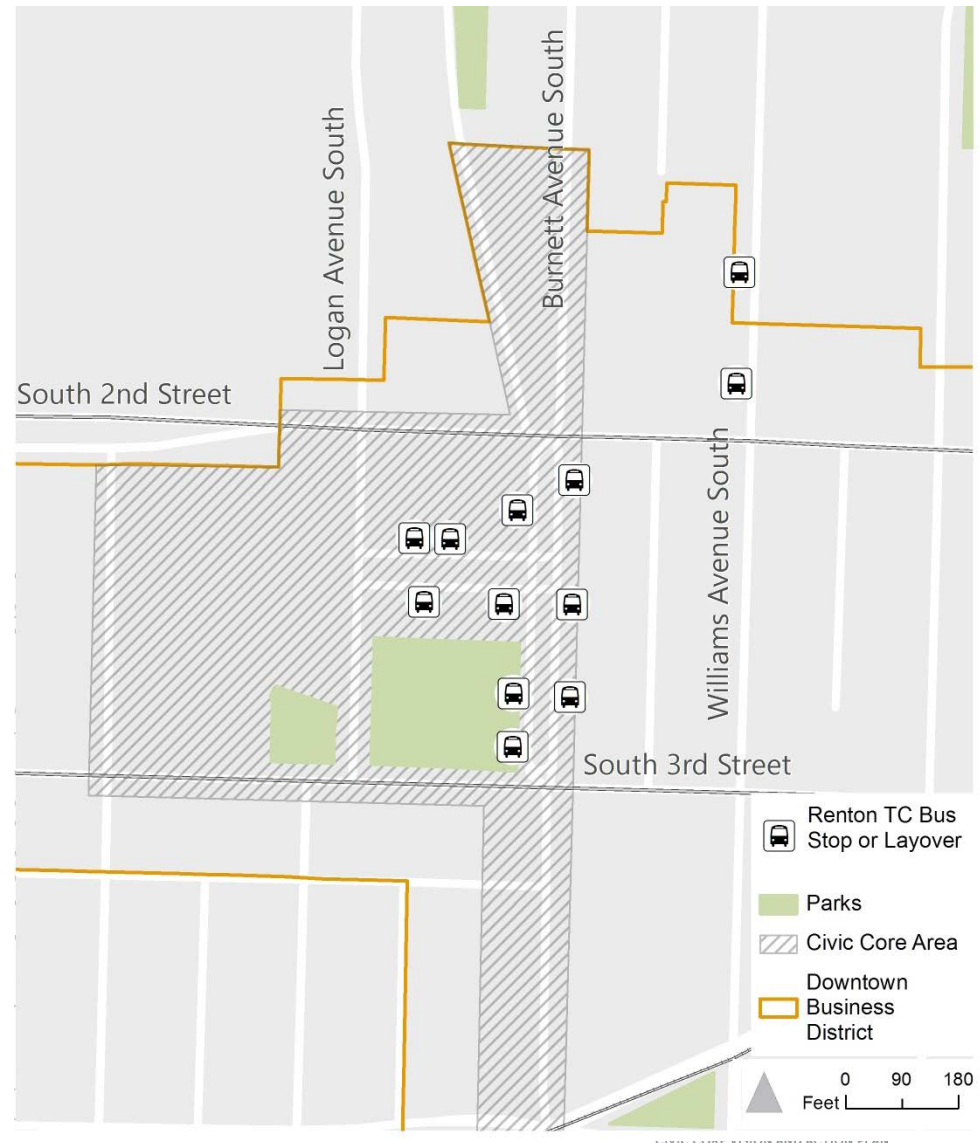 Logan Avenue South
Burnett Avenue South
South 2nd Street
Williams Avenue South
South 3rd Street
Renton TC Bus
Stop or Layover
Parks
Civic Core Area
Downtown
Business
District
0 90 180
Feet